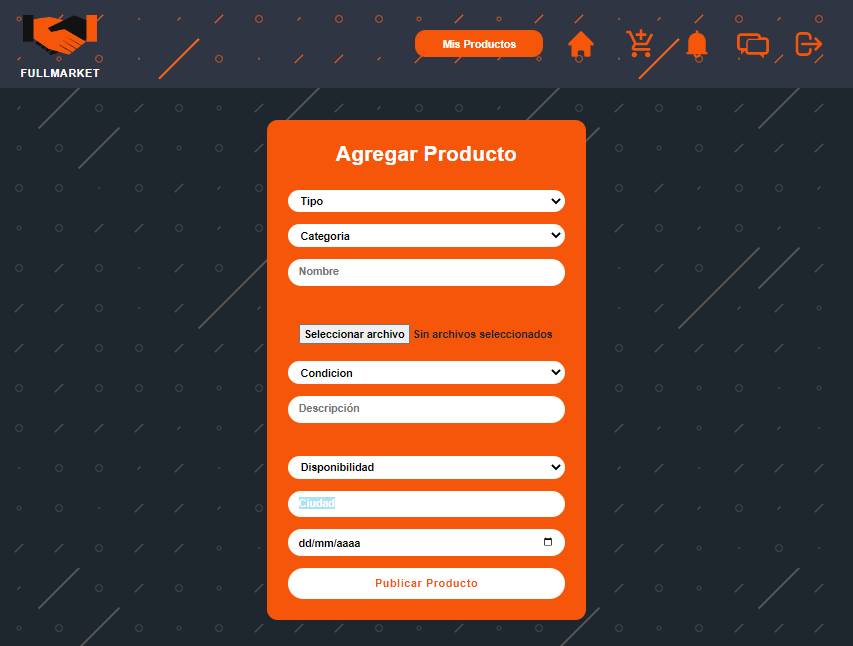 FULLMARKET
Mis Productos
Agregar Producto
Tipo
Categoria
Nombre
Seleccionar archivo Sin archivos seleccionados
Condicion
Descripción
Disponibilidad
Ciudad
dd/mm/aaaa
Publicar Producto